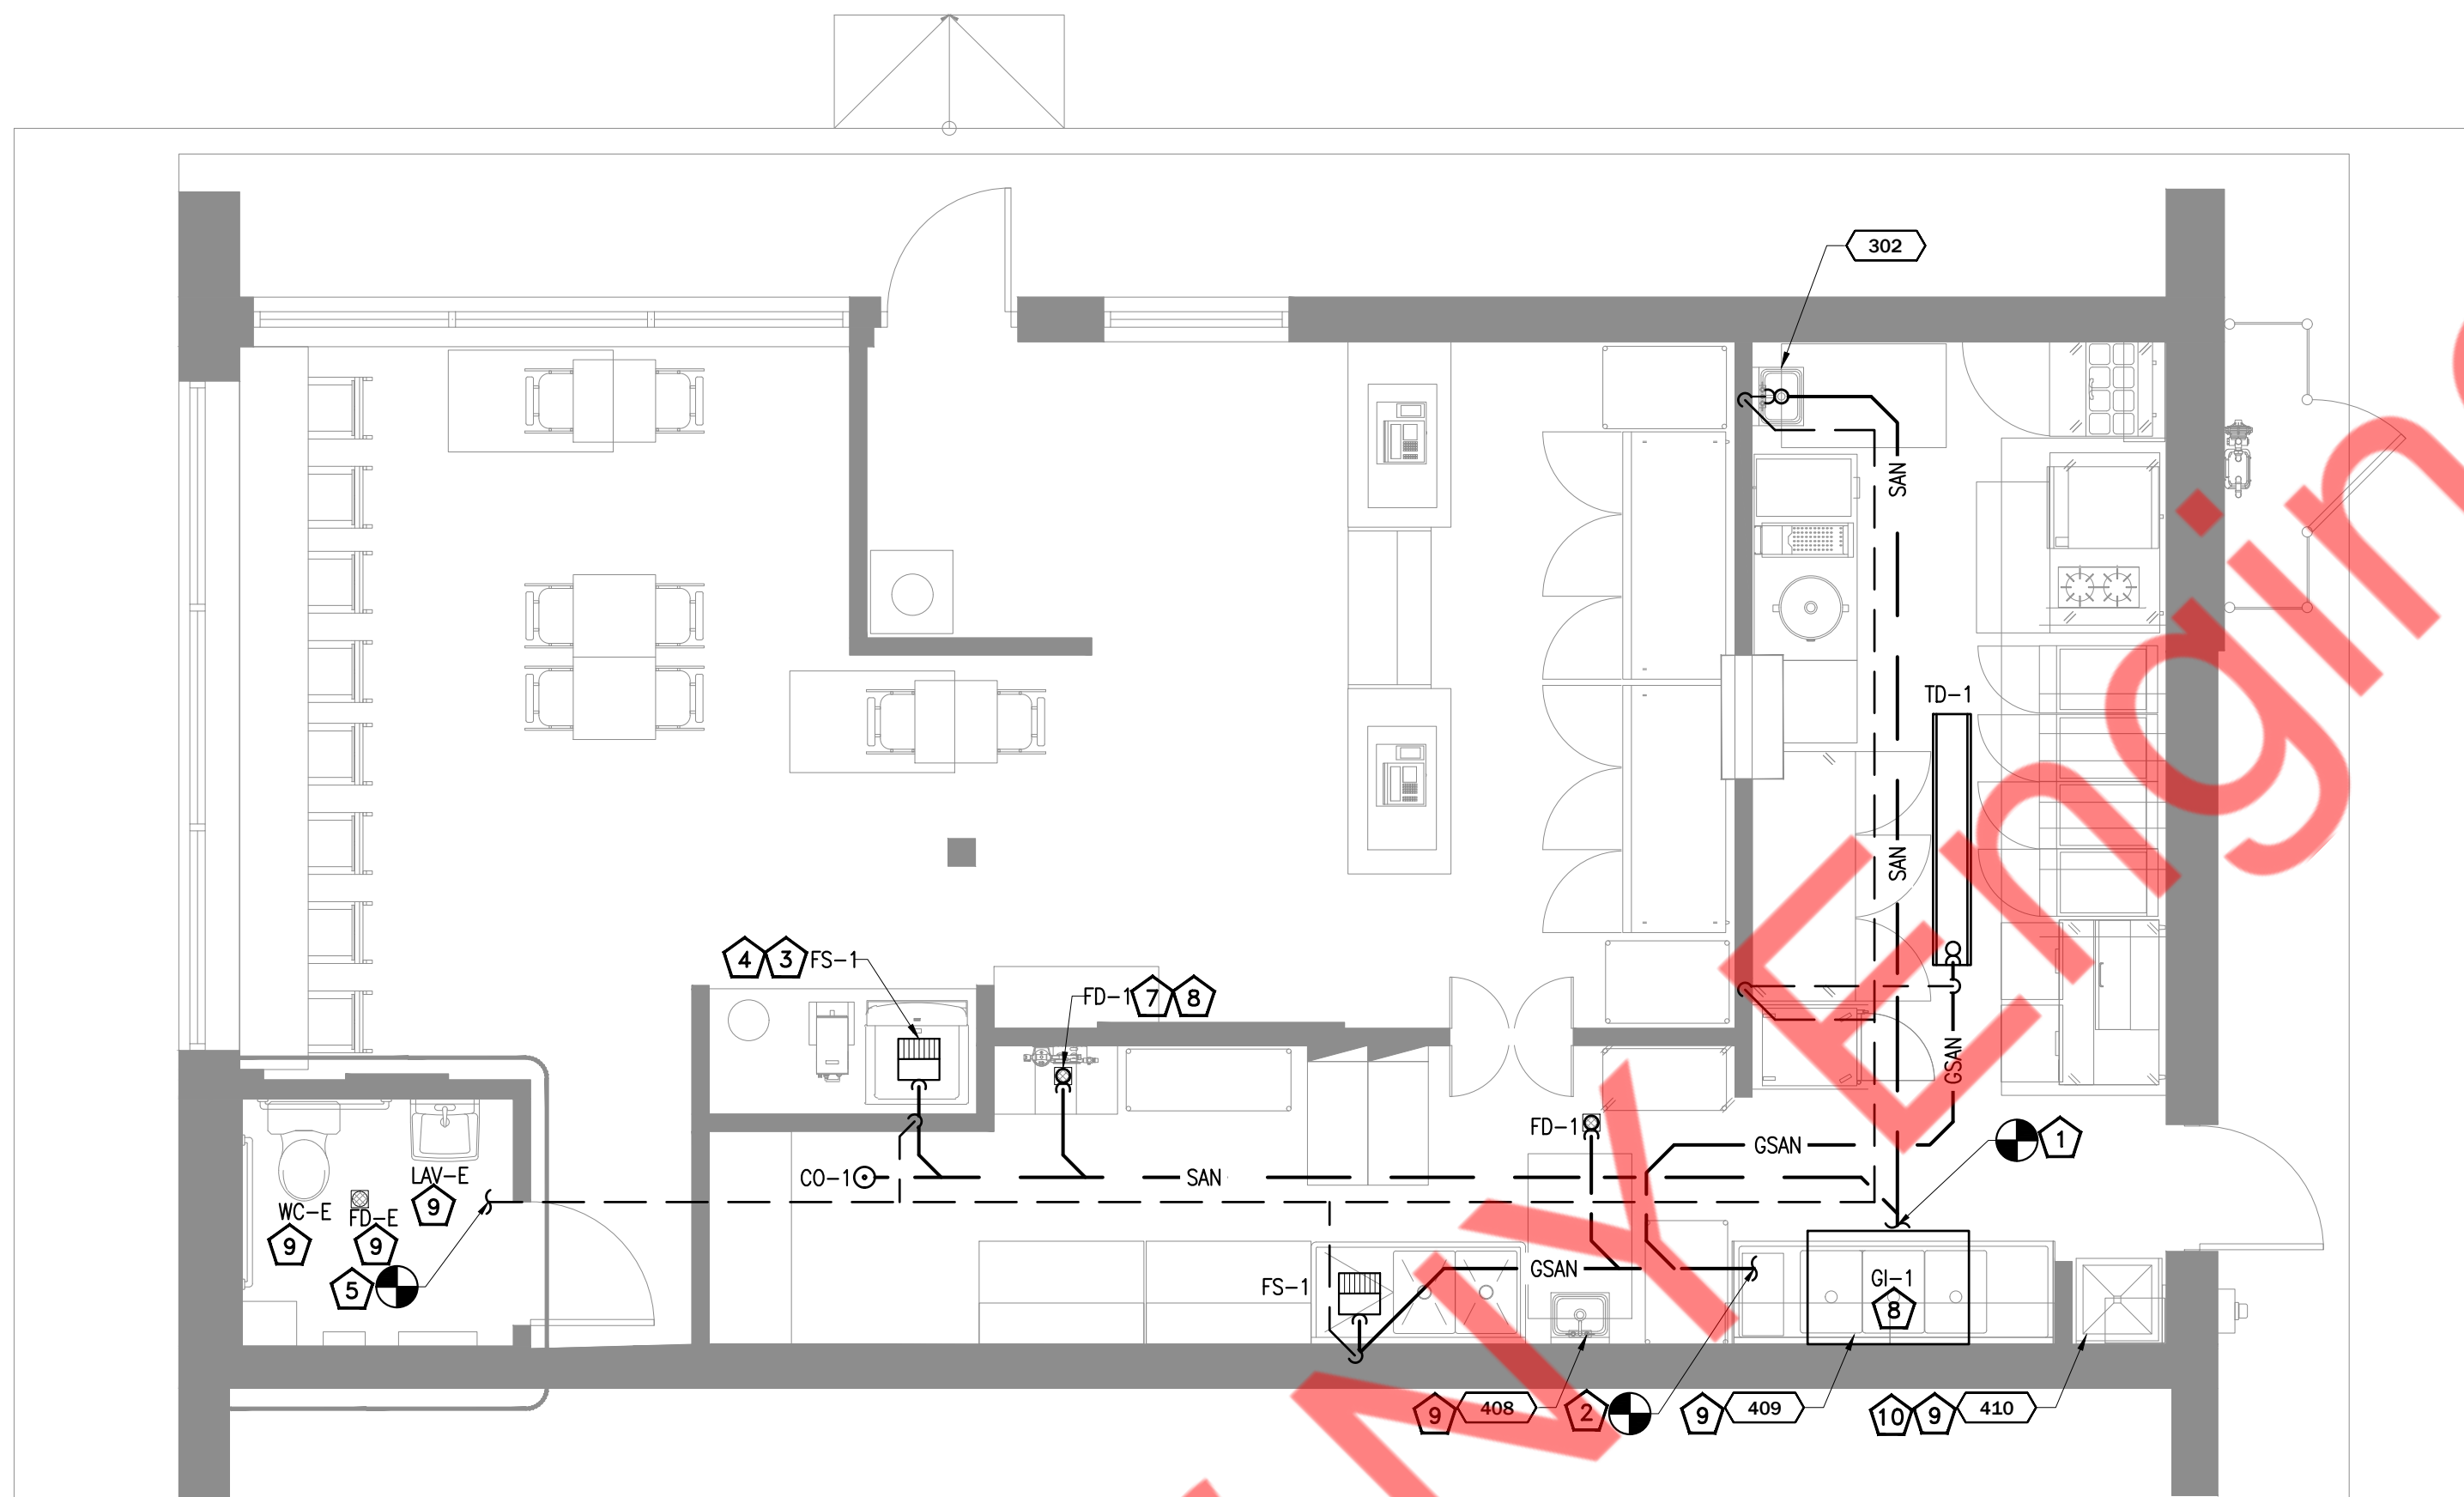 302
SAN
TD-1
SAN
4 3 FS-1
FD-1 7 8
GSAN
FD-1
1
GSAN
CO-1
SAN
LAV-E
9
WC-E
9
FD-E
9
5
GSAN
FS-1
GI-1
8
9 408
2
9 409
10 9 410
NY Engin